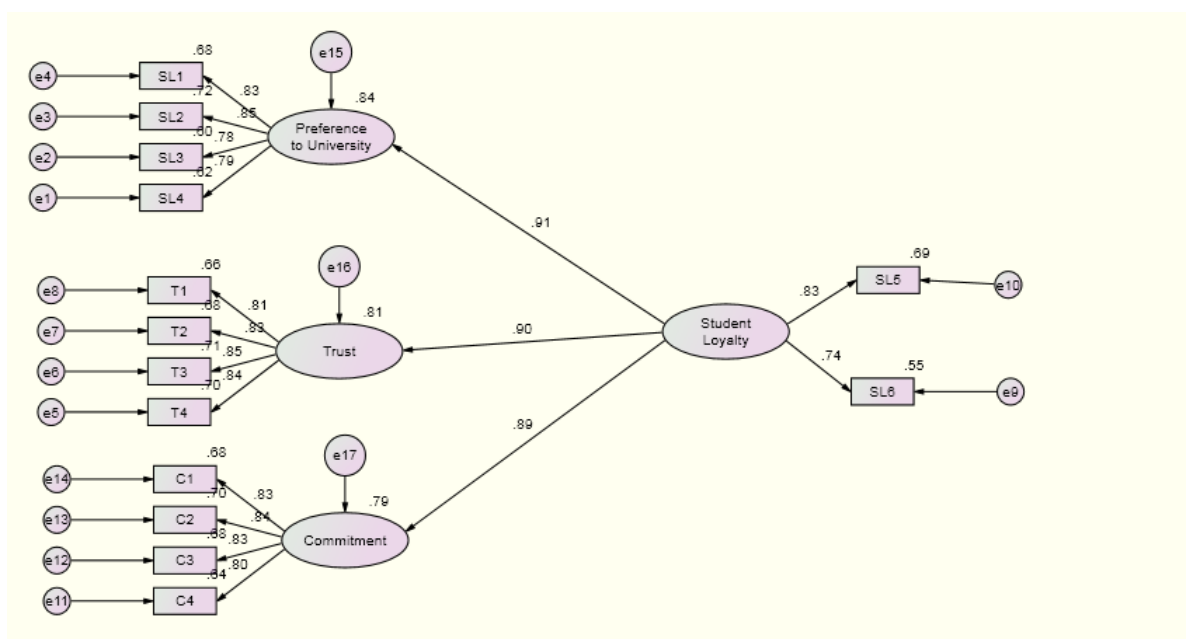 e15
.68
e4
SL1
.84
.72
.83
e3
SL2
.85
Preference
to University
.60
.78
e2
SL3
.79
.62
e1
SL4
.91
.66
e16
.69
e8
T1
SL5
e10
.68
.81
.83
.81
e7
T2
.83
.90
Student
Loyalty
.71
.85
Trust
e6
T3
.74
.70
.84
.55
e5
T4
SL6
e9
.89
.68
e17
e14
C1
.70
.83
.79
e13
C2
.84
.68
.83
Commitment
e12
C3
.80
.64
e11
C4